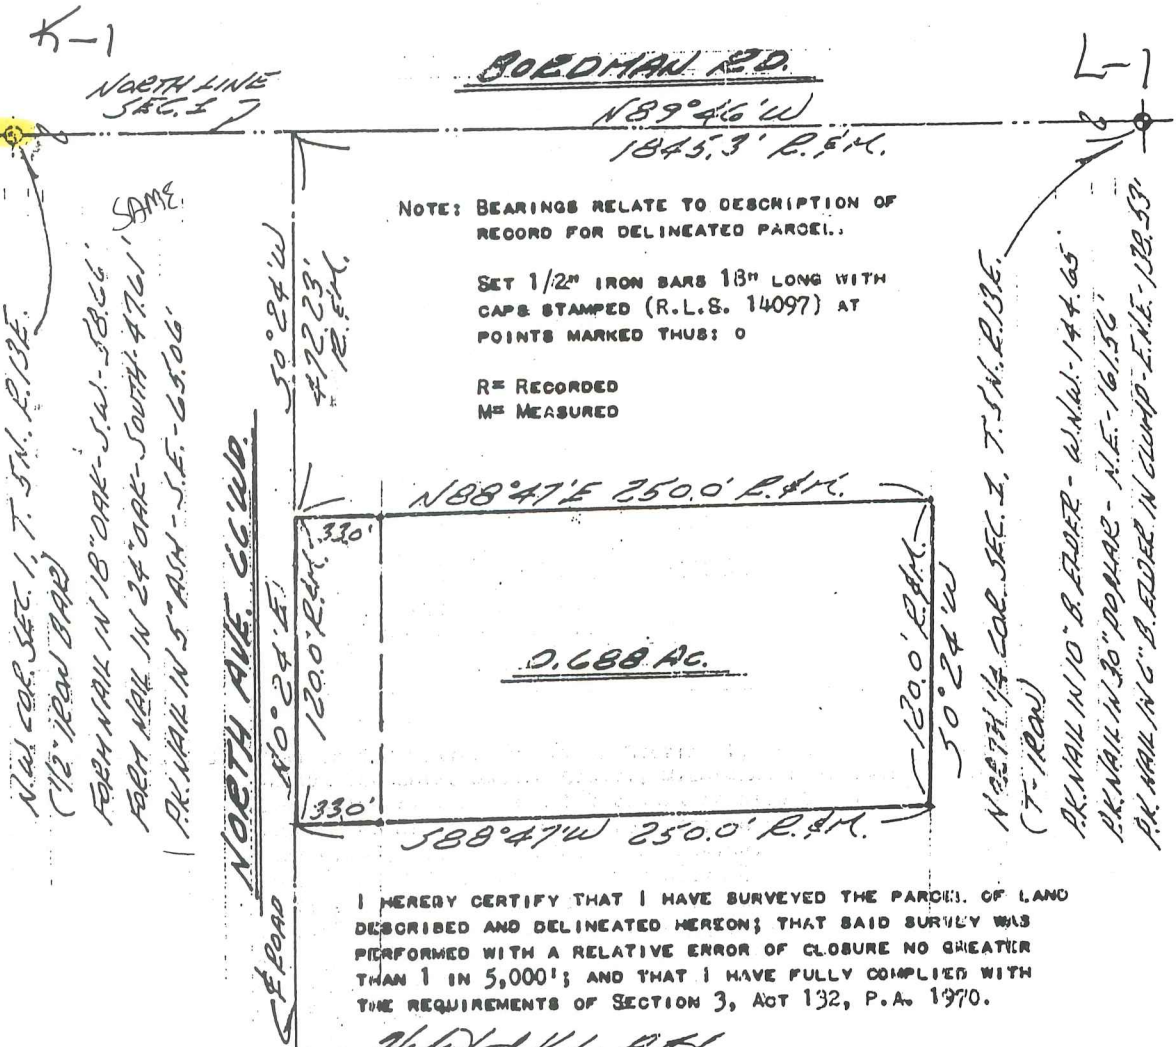 K-1
BORDMAN RD.
L-1
NORTH LINE
SEC. 1
N89°46'W
1845.3' R.&M.
SAME
NOTE: BEARINGS RELATE TO DESCRIPTION OF
RECORD FOR DELINEATED PARCEL.
SET 1/2" IRON BARS 18" LONG WITH
CAPS STAMPED (R.L.S. 14097) AT
POINTS MARKED THUS: O
R= RECORDED
M= MEASURED
S0°24'W
472.23'
R.&M.
N.W. COR. SEC. 1, T. 5N. R.13E.
(1/2" IRON BAR)
FORM NAIL IN 18" OAK - S.W. - 58.66'
FORM NAIL IN 24" OAK - SOUTH - 47.61'
P.K. NAIL IN 5" ASH - S.E. - 65.06'
NORTH AVE. 66' WD.
N88°47'E 250.0' R.&M.
33.0'
N0°24'E
120.0' R.&M.
0.688 AC.
120.0' R.&M.
S0°24'W
33.0'
S88°47'W 250.0' R.&M.
NORTH 1/4 COR. SEC. 1, T. 5N. R.13E.
(T-IRON)
P.K. NAIL IN 10" B. ELDER - W.N.W. - 144.65'
P.K. NAIL IN 30" POPLAR - N.E. - 161.56'
P.K. NAIL IN 6" B. ELDER IN CLUMP - E.N.E. - 138.53'
℄ ROAD
I HEREBY CERTIFY THAT I HAVE SURVEYED THE PARCEL OF LAND
DESCRIBED AND DELINEATED HEREON; THAT SAID SURVEY WAS
PERFORMED WITH A RELATIVE ERROR OF CLOSURE NO GREATER
THAN 1 IN 5,000'; AND THAT I HAVE FULLY COMPLIED WITH
THE REQUIREMENTS OF SECTION 3, ACT 132, P.A. 1970.